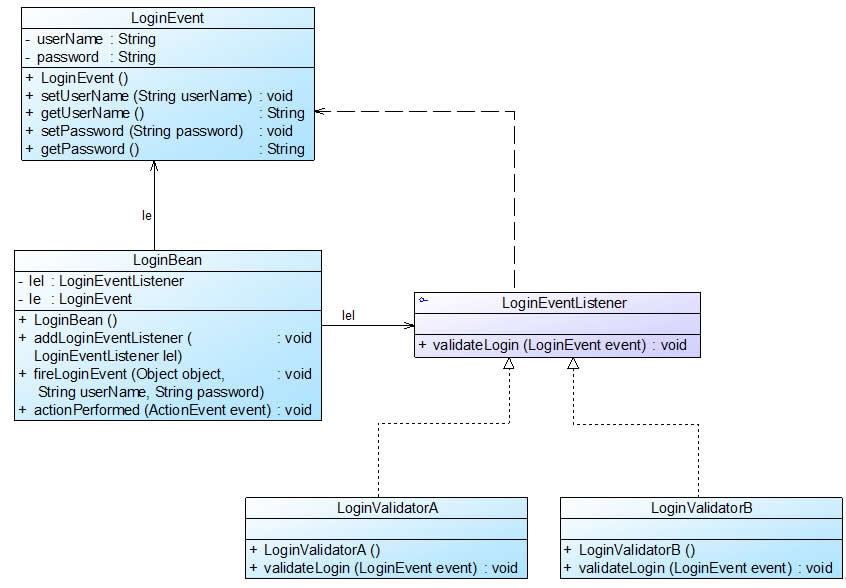 LoginEvent
- userName : String
- password : String
+ LoginEvent ()
+ setUserName (String userName) : void
+ getUserName () : String
+ setPassword (String password) : void
+ getPassword () : String
le
LoginBean
- lel : LoginEventListener
- le : LoginEvent
+ LoginBean ()
+ addLoginEventListener ( : void
LoginEventListener lel)
+ fireLoginEvent (Object object, : void
String userName, String password)
+ actionPerformed (ActionEvent event) : void
lel
LoginEventListener
+ validateLogin (LoginEvent event) : void
LoginValidatorA
+ LoginValidatorA ()
+ validateLogin (LoginEvent event) : void
LoginValidatorB
+ LoginValidatorB ()
+ validateLogin (LoginEvent event) : void